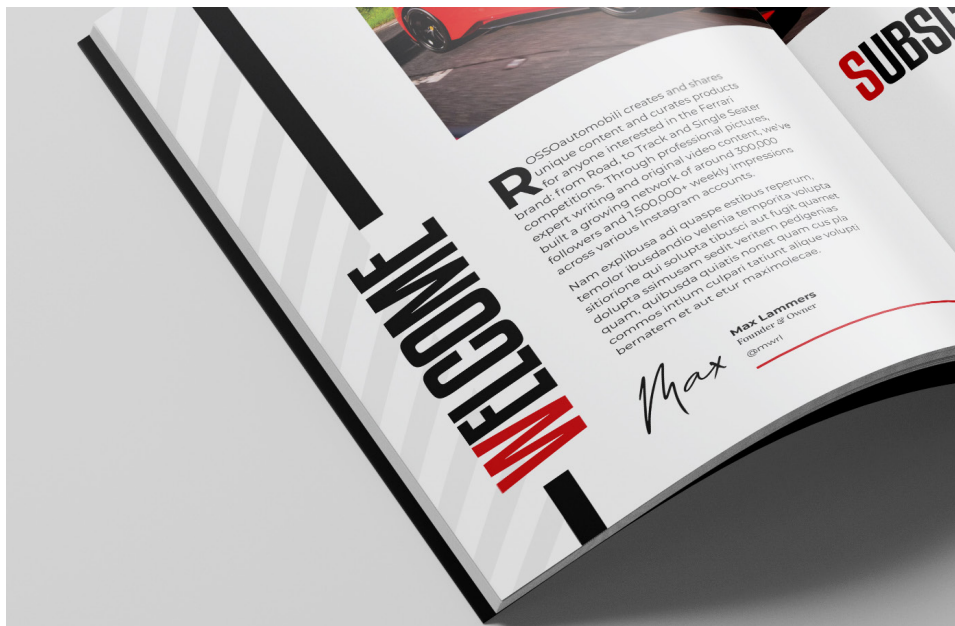 WELCOME
ROSSOautomobili creates and shares
unique content and curates products
for anyone interested in the Ferrari
brand: from Road, to Track and Single Seater
competitions. Through professional pictures,
expert writing and original video content, we've
built a growing network of around 300,000
followers and 1,500,000+ weekly impressions
across various Instagram accounts.
Nam explibusa adi quaspe estibus reperum,
temolor ibusdandio velenia temporita volupta
sitiorione qui solupta tibusci aut fugit quamet
dolupta ssimusam sedit veritem pedigenias
quam, quibusda quiatis nonet quam cus pla
commos intium culpari tatiunt alique volupti
bernatem et aut etur maximolecae.
Max
Max Lammers
Founder & Owner
@mwrl